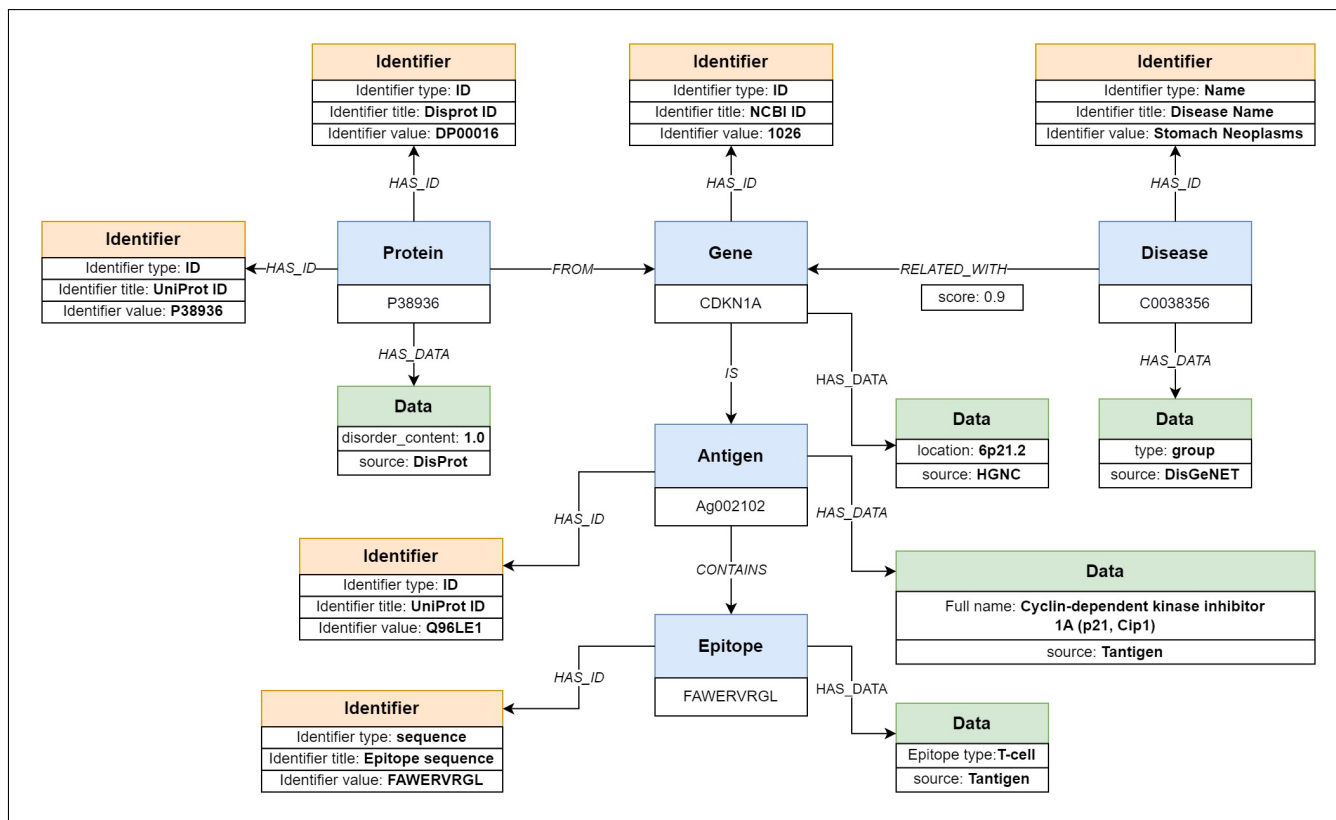 Identifier
Identifier type: ID
Identifier title: Disprot ID
Identifier value: DP00016
Identifier
Identifier type: ID
Identifier title: NCBI ID
Identifier value: 1026
Identifier
Identifier type: Name
Identifier title: Disease Name
Identifier value: Stomach Neoplasms
HAS_ID
HAS_ID
HAS_ID
Identifier
Identifier type: ID
Identifier title: UniProt ID
Identifier value: P38936
HAS_ID
Protein
P38936
FROM
Gene
CDKN1A
RELATED_WITH
score: 0.9
Disease
C0038356
HAS_DATA
IS
HAS_DATA
HAS_DATA
Data
disorder_content: 1.0
source: DisProt
Data
location: 6p21.2
source: HGNC
Data
type: group
source: DisGeNET
Antigen
Ag002102
HAS_ID
HAS_DATA
Identifier
Identifier type: ID
Identifier title: UniProt ID
Identifier value: Q96LE1
CONTAINS
Data
Full name: Cyclin-dependent kinase inhibitor
1A (p21, Cip1)
source: Tantigen
Epitope
FAWERVRGL
HAS_ID
HAS_DATA
Identifier
Identifier type: sequence
Identifier title: Epitope sequence
Identifier value: FAWERVRGL
Data
Epitope type:T-cell
source: Tantigen